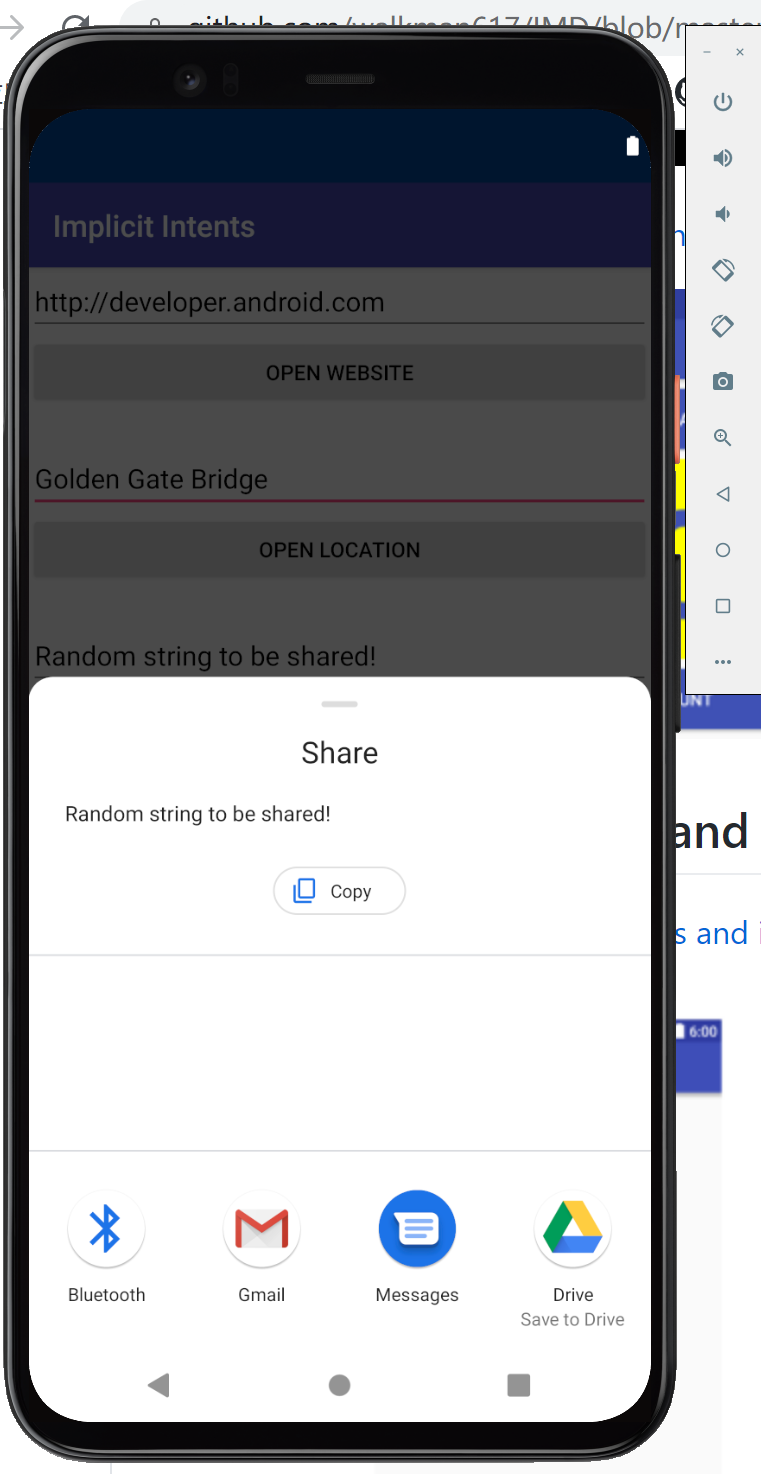 github.com/walkman617/IMD/blob/master
Implicit Intents
http://developer.android.com
OPEN WEBSITE
Golden Gate Bridge
OPEN LOCATION
Random string to be shared!
UNT
Share
Random string to be shared!
and
Copy
s and i
6:00
Bluetooth
Gmail
Messages
Drive
Save to Drive